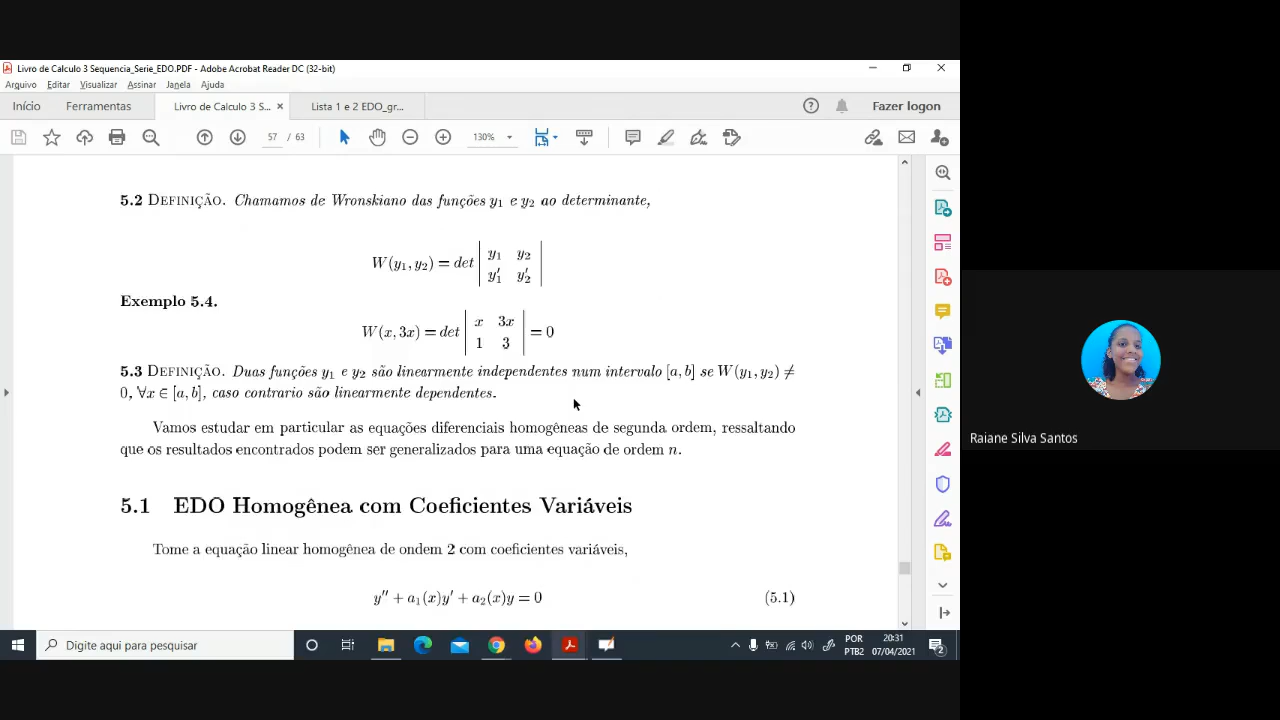 Livro de Calculo 3 Sequencia_Serie_EDO.PDF - Adobe Acrobat Reader DC (32-bit)
Arquivo Editar Visualizar Assinar Janela Ajuda
Início Ferramentas Livro de Calculo 3 S... × Lista 1 e 2 EDO_gr... Fazer logon
57 / 63 130%
5.2 DEFINIÇÃO. Chamamos de Wronskiano das funções y₁ e y₂ ao determinante,
W(y₁, y₂) = det | y₁ y₂ |
| y₁′ y₂′ |
Exemplo 5.4.
W(x, 3x) = det | x 3x | = 0
| 1 3 |
5.3 DEFINIÇÃO. Duas funções y₁ e y₂ são linearmente independentes num intervalo [a, b] se W(y₁, y₂) ≠
0, ∀x ∈ [a, b], caso contrario são linearmente dependentes.
Vamos estudar em particular as equações diferenciais homogêneas de segunda ordem, ressaltando
que os resultados encontrados podem ser generalizados para uma equação de ordem n.
5.1 EDO Homogênea com Coeficientes Variáveis
Tome a equação linear homogênea de ondem 2 com coeficientes variáveis,
y″ + a₁(x)y′ + a₂(x)y = 0 (5.1)
Raiane Silva Santos
Digite aqui para pesquisar
POR
PTB2
20:31
07/04/2021
2